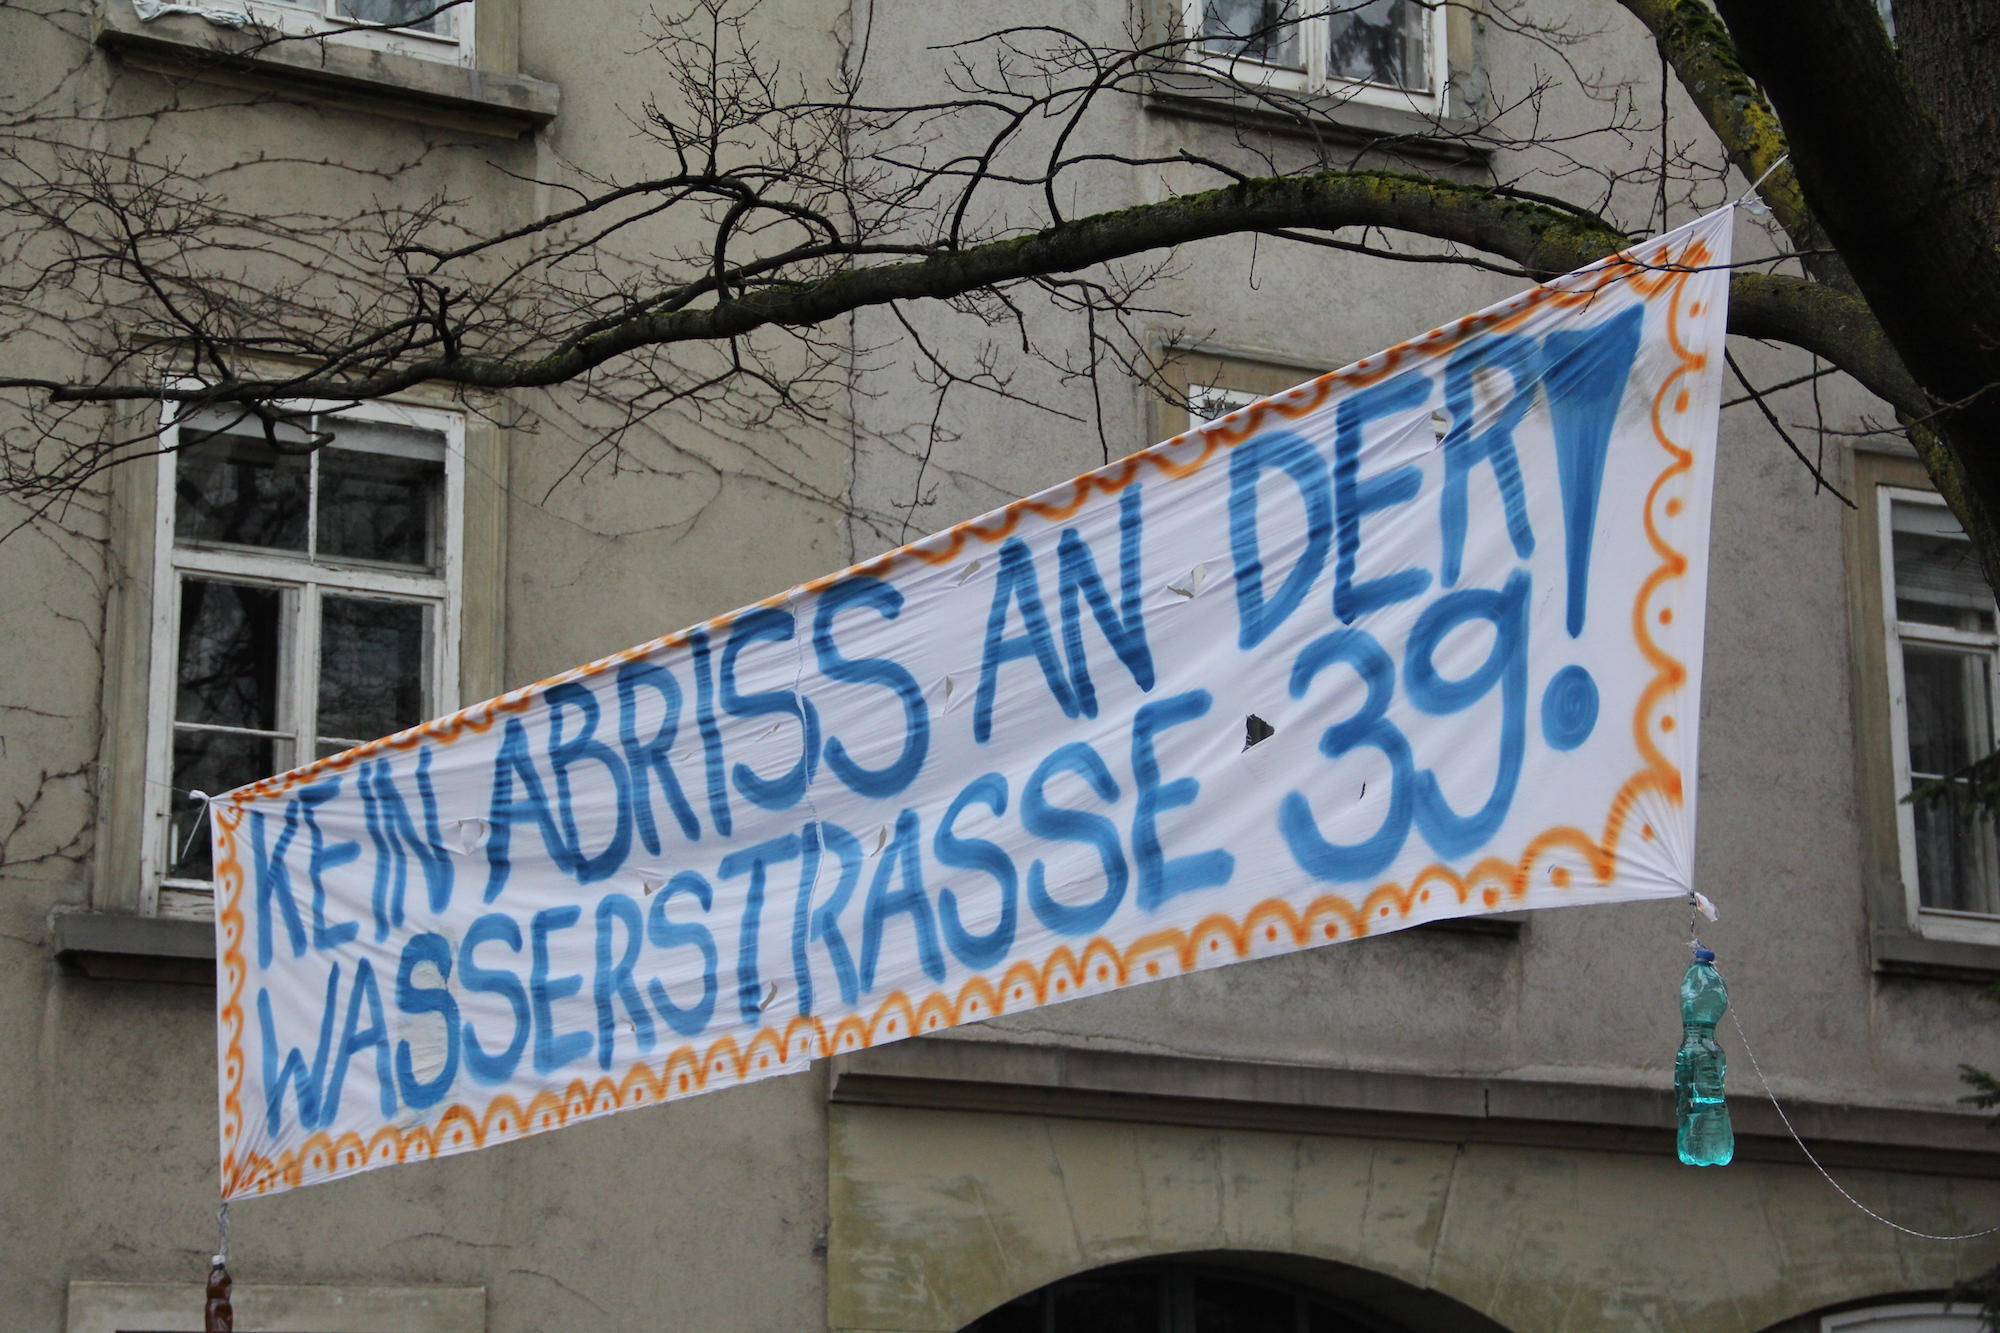 KEIN ABRISS AN DER
WASSERSTRASSE 39!